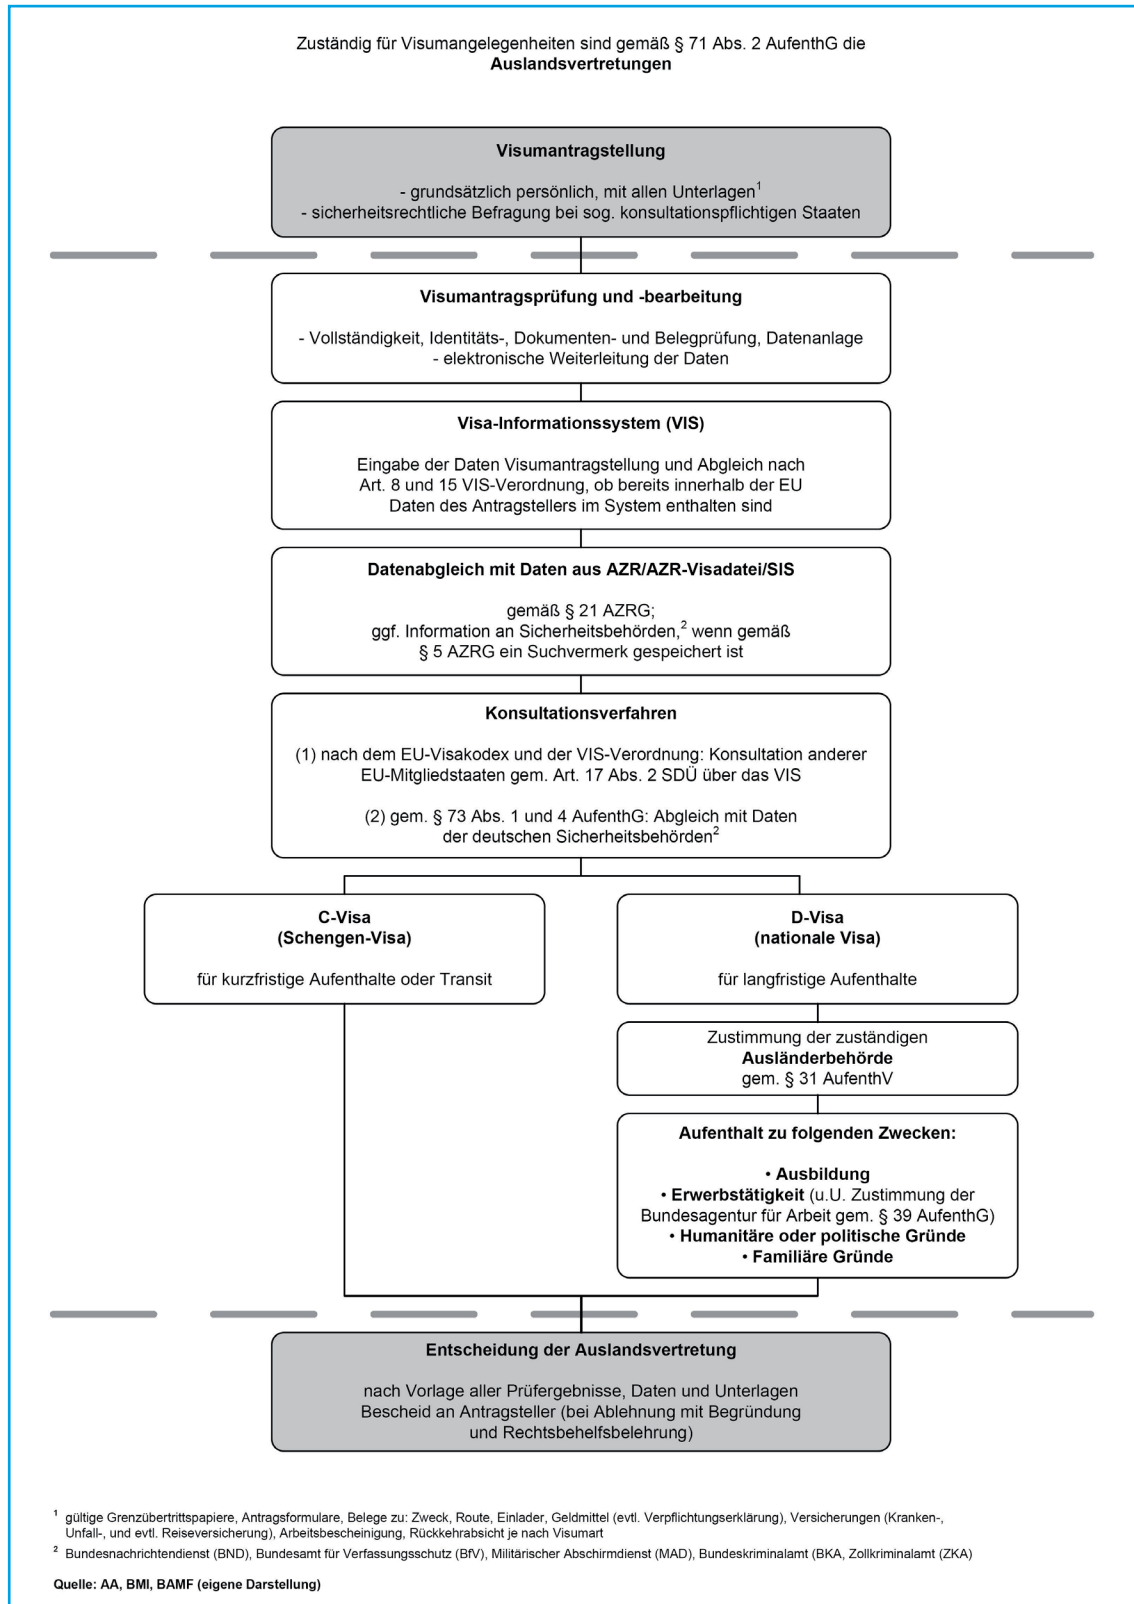 Zuständig für Visumangelegenheiten sind gemäß § 71 Abs. 2 AufenthG die
Auslandsvertretungen
Visumantragstellung
- grundsätzlich persönlich, mit allen Unterlagen¹
- sicherheitsrechtliche Befragung bei sog. konsultationspflichtigen Staaten
Visumantragsprüfung und -bearbeitung
- Vollständigkeit, Identitäts-, Dokumenten- und Belegprüfung, Datenanlage
- elektronische Weiterleitung der Daten
Visa-Informationssystem (VIS)
Eingabe der Daten Visumantragstellung und Abgleich nach
Art. 8 und 15 VIS-Verordnung, ob bereits innerhalb der EU
Daten des Antragstellers im System enthalten sind
Datenabgleich mit Daten aus AZR/AZR-Visadatei/SIS
gemäß § 21 AZRG;
ggf. Information an Sicherheitsbehörden,² wenn gemäß
§ 5 AZRG ein Suchvermerk gespeichert ist
Konsultationsverfahren
(1) nach dem EU-Visakodex und der VIS-Verordnung: Konsultation anderer
EU-Mitgliedstaaten gem. Art. 17 Abs. 2 SDÜ über das VIS
(2) gem. § 73 Abs. 1 und 4 AufenthG: Abgleich mit Daten
der deutschen Sicherheitsbehörden²
C-Visa
(Schengen-Visa)
für kurzfristige Aufenthalte oder Transit
D-Visa
(nationale Visa)
für langfristige Aufenthalte
Zustimmung der zuständigen
Ausländerbehörde
gem. § 31 AufenthV
Aufenthalt zu folgenden Zwecken:
• Ausbildung
• Erwerbstätigkeit (u.U. Zustimmung der
Bundesagentur für Arbeit gem. § 39 AufenthG)
• Humanitäre oder politische Gründe
• Familiäre Gründe
Entscheidung der Auslandsvertretung
nach Vorlage aller Prüfergebnisse, Daten und Unterlagen
Bescheid an Antragsteller (bei Ablehnung mit Begründung
und Rechtsbehelfsbelehrung)
¹ gültige Grenzübertrittspapiere, Antragsformulare, Belege zu: Zweck, Route, Einlader, Geldmittel (evtl. Verpflichtungserklärung), Versicherungen (Kranken-,
Unfall-, und evtl. Reiseversicherung), Arbeitsbescheinigung, Rückkehrabsicht je nach Visumart
² Bundesnachrichtendienst (BND), Bundesamt für Verfassungsschutz (BfV), Militärischer Abschirmdienst (MAD), Bundeskriminalamt (BKA, Zollkriminalamt (ZKA)
Quelle: AA, BMI, BAMF (eigene Darstellung)